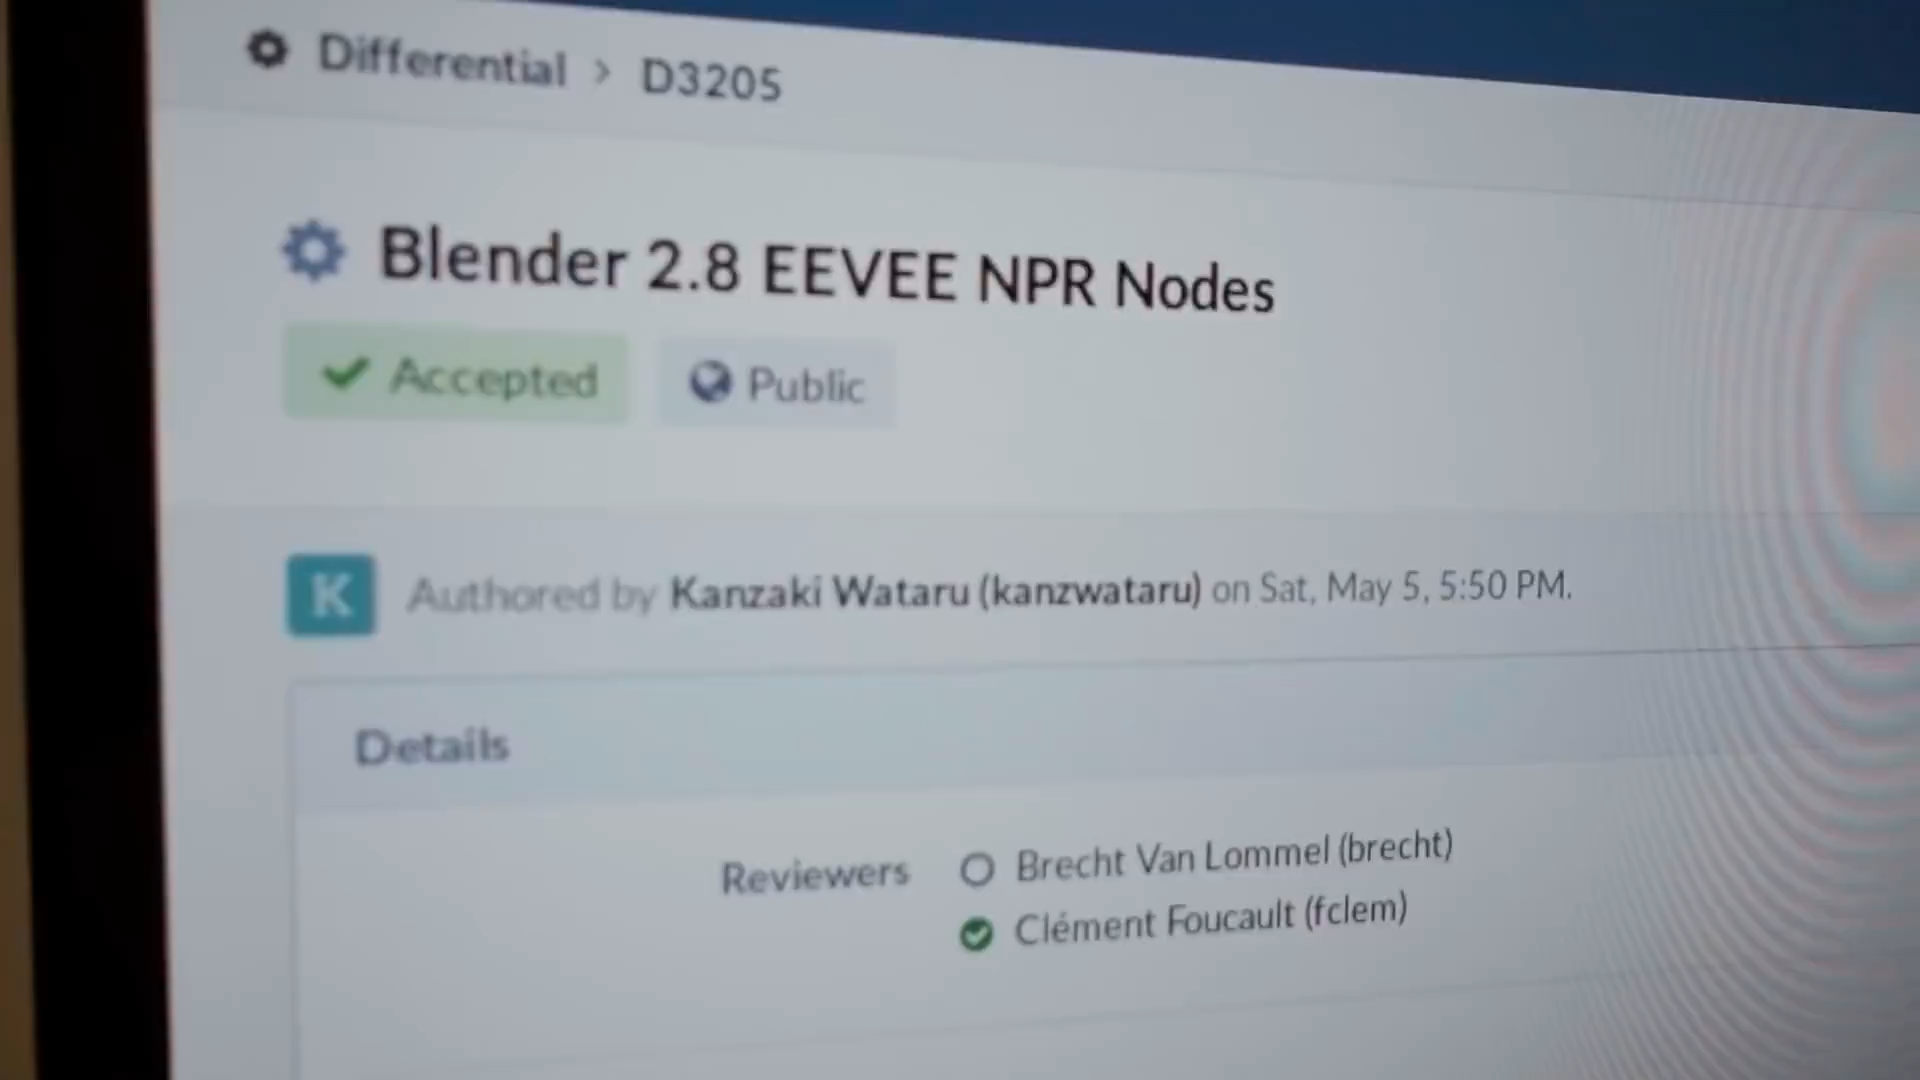 Differential > D3205
Blender 2.8 EEVEE NPR Nodes
Accepted Public
K Authored by Kanzaki Wataru (kanzwataru) on Sat, May 5, 5:50 PM.
Details
Reviewers Brecht Van Lommel (brecht)
Clément Foucault (fclem)